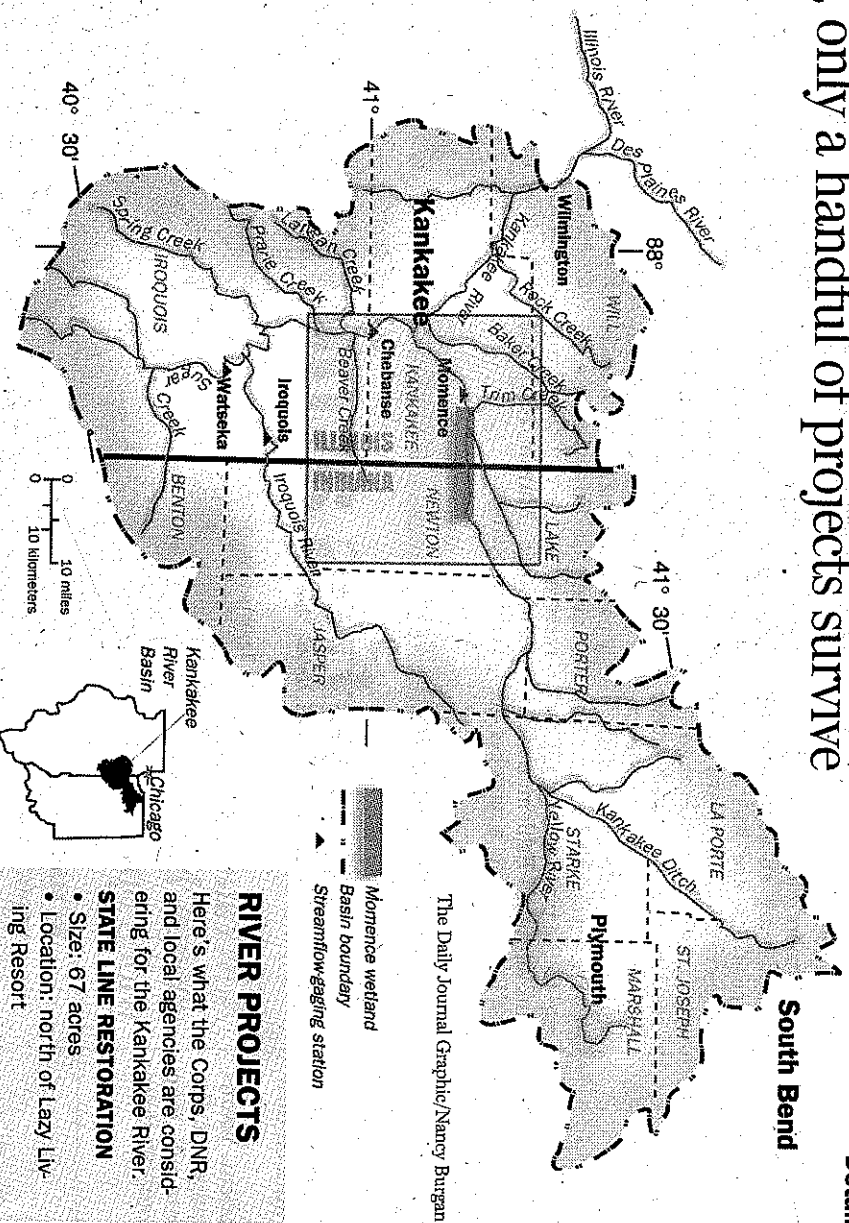 , only a handful of projects survive
South Bend
Illinois River
Des Plaines River
88°
41° 30'
41°
40° 30'
Wilmington
WILL
Kankakee
Kankakee River
Rock Creek
Baker Creek
Trim Creek
Momence
KANKAKEE
Chebanse
Beaver Creek
Prairie Creek
Spring Creek
IROQUOIS
Iroquois
Watseka
Sugar Creek
Iroquois River
BENTON
NEWTON
LAKE
PORTER
JASPER
LA PORTE
Kankakee Ditch
STARKE
Yellow River
ST. JOSEPH
Plymouth
MARSHALL
0 10 miles
0 10 kilometers
The Daily Journal Graphic/Nancy Burgan
Momence wetland
Basin boundary
Streamflow-gaging station
Kankakee
River
Basin
Chicago
RIVER PROJECTS
Here's what the Corps, DNR,
and local agencies are consid-
ering for the Kankakee River.
STATE LINE RESTORATION
• Size: 67 acres
• Location: north of Lazy Liv-
ing Resort